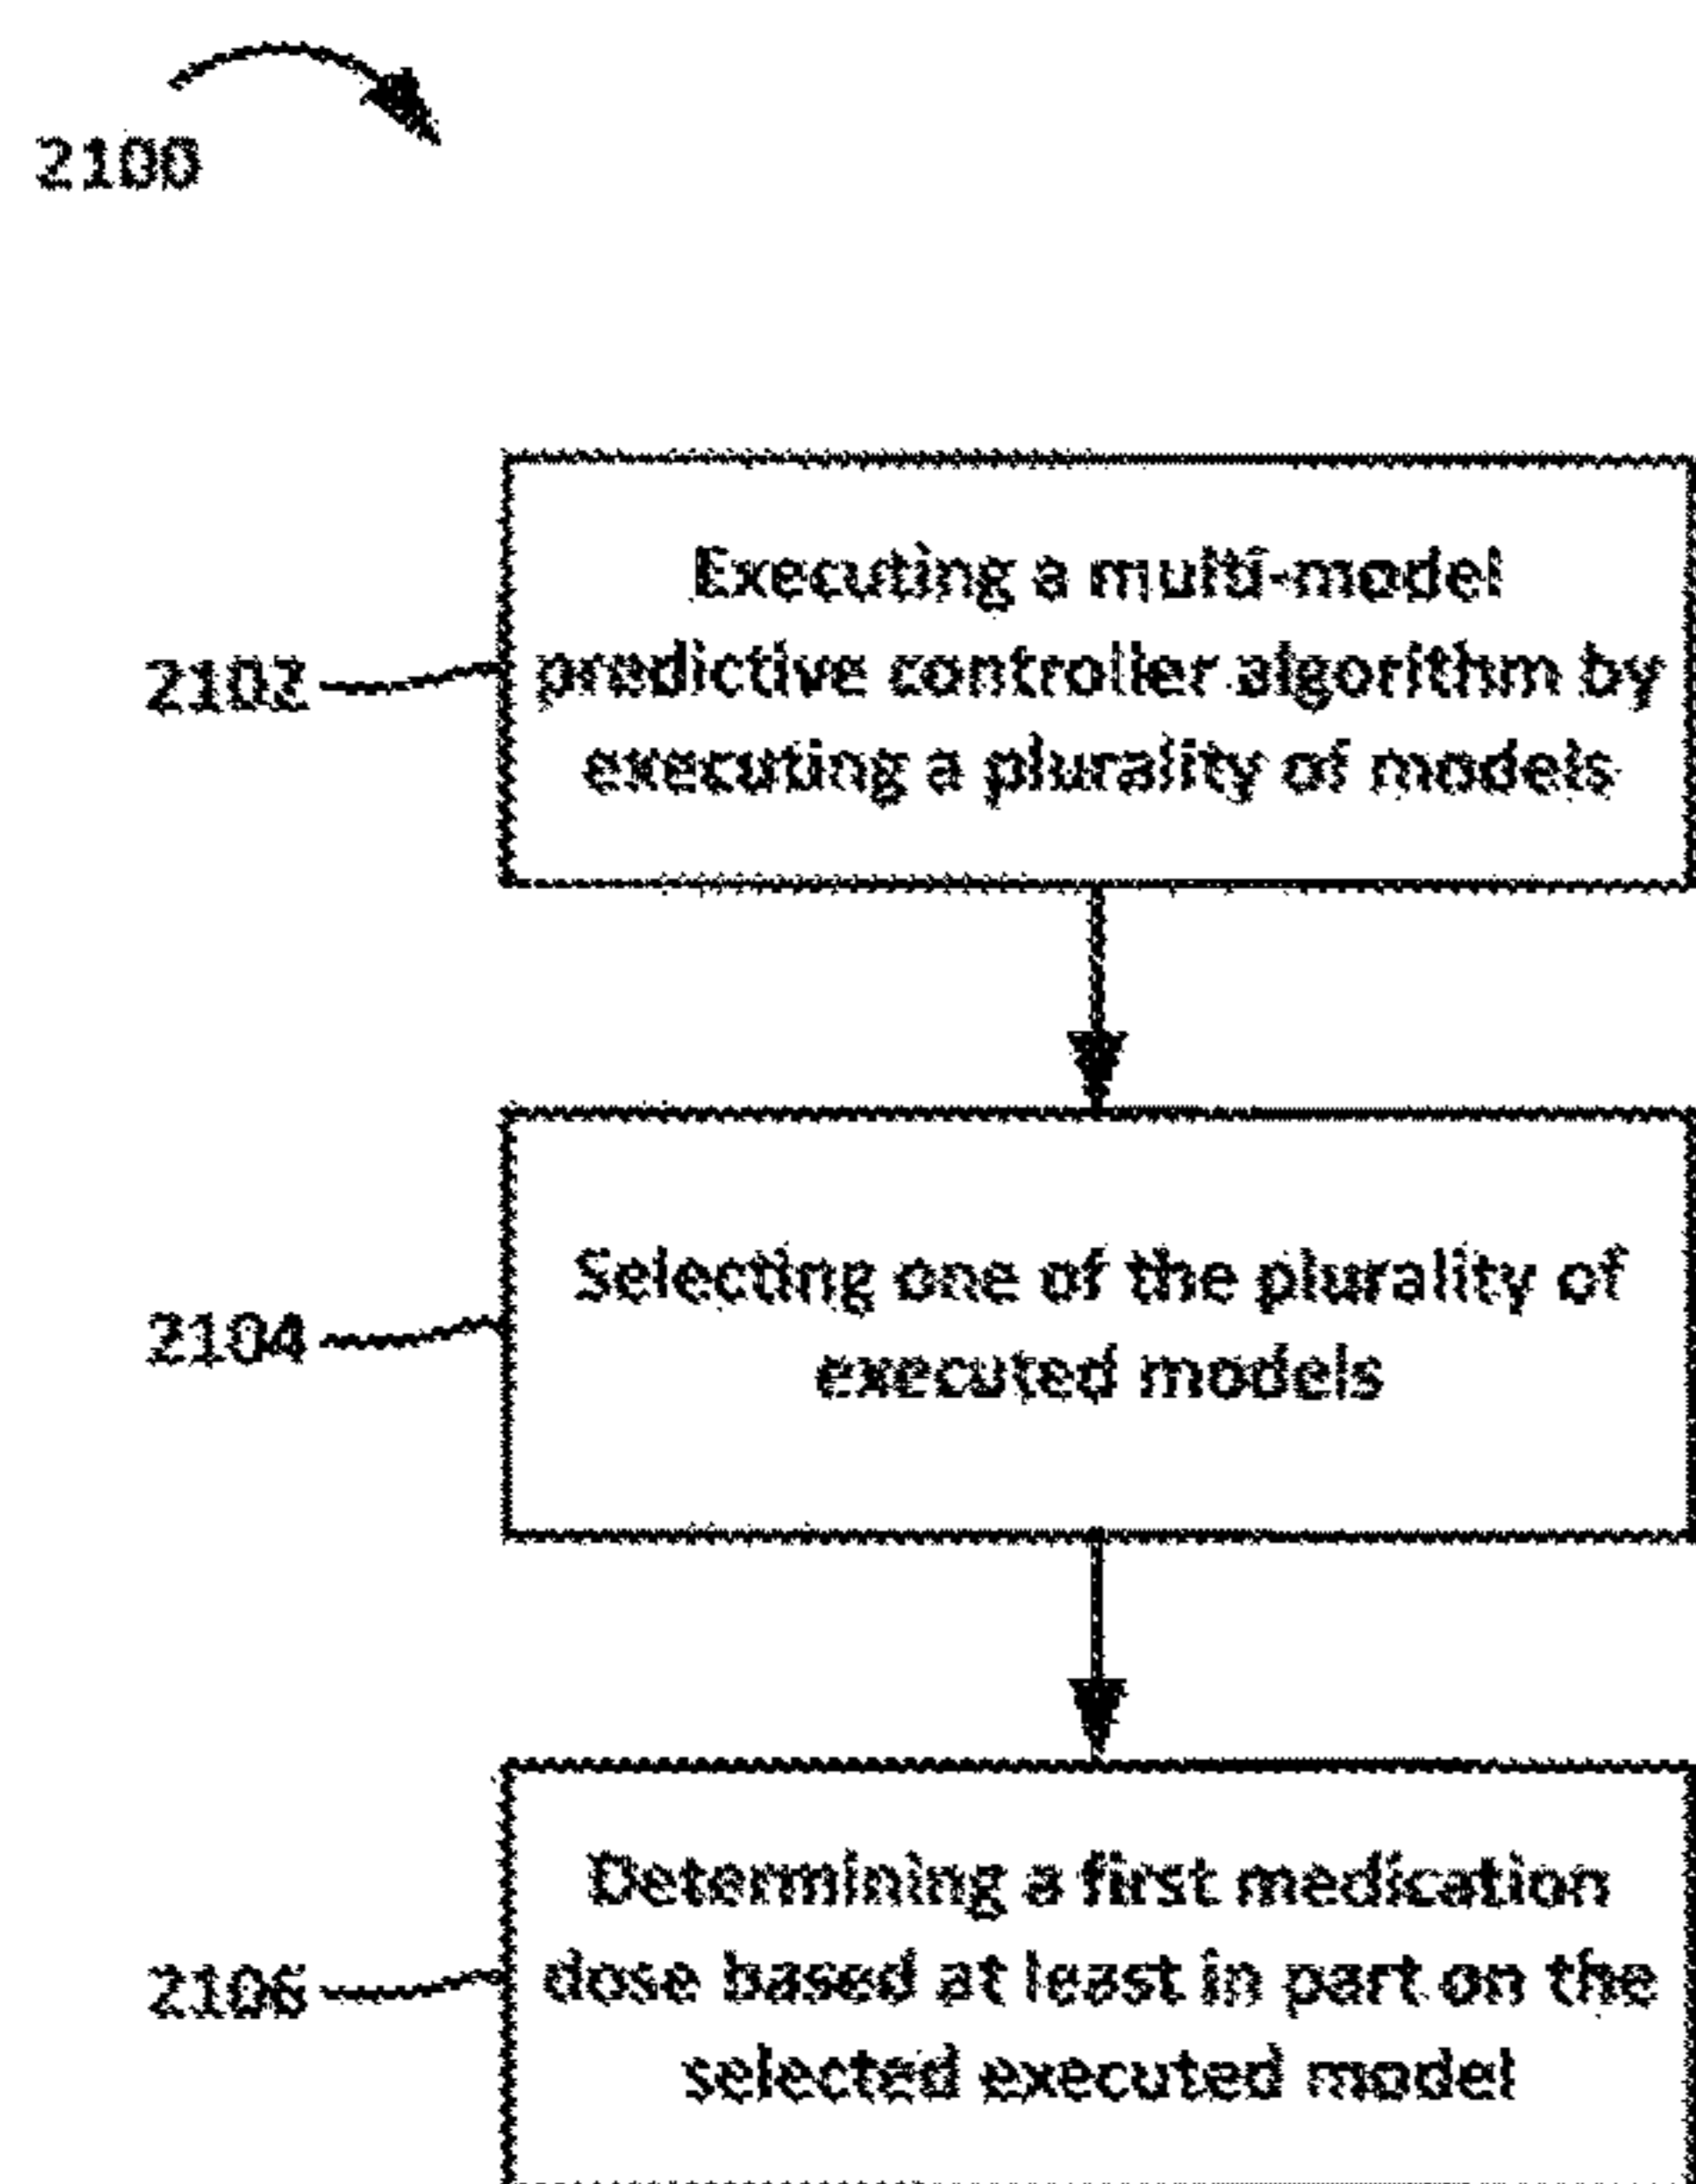 2100
Executing a multi-model
2102 predictive controller algorithm by
executing a plurality of models
Selecting one of the plurality of
2104
executed models
Determining a first medication
2106 dose based at least in part on the
selected executed model